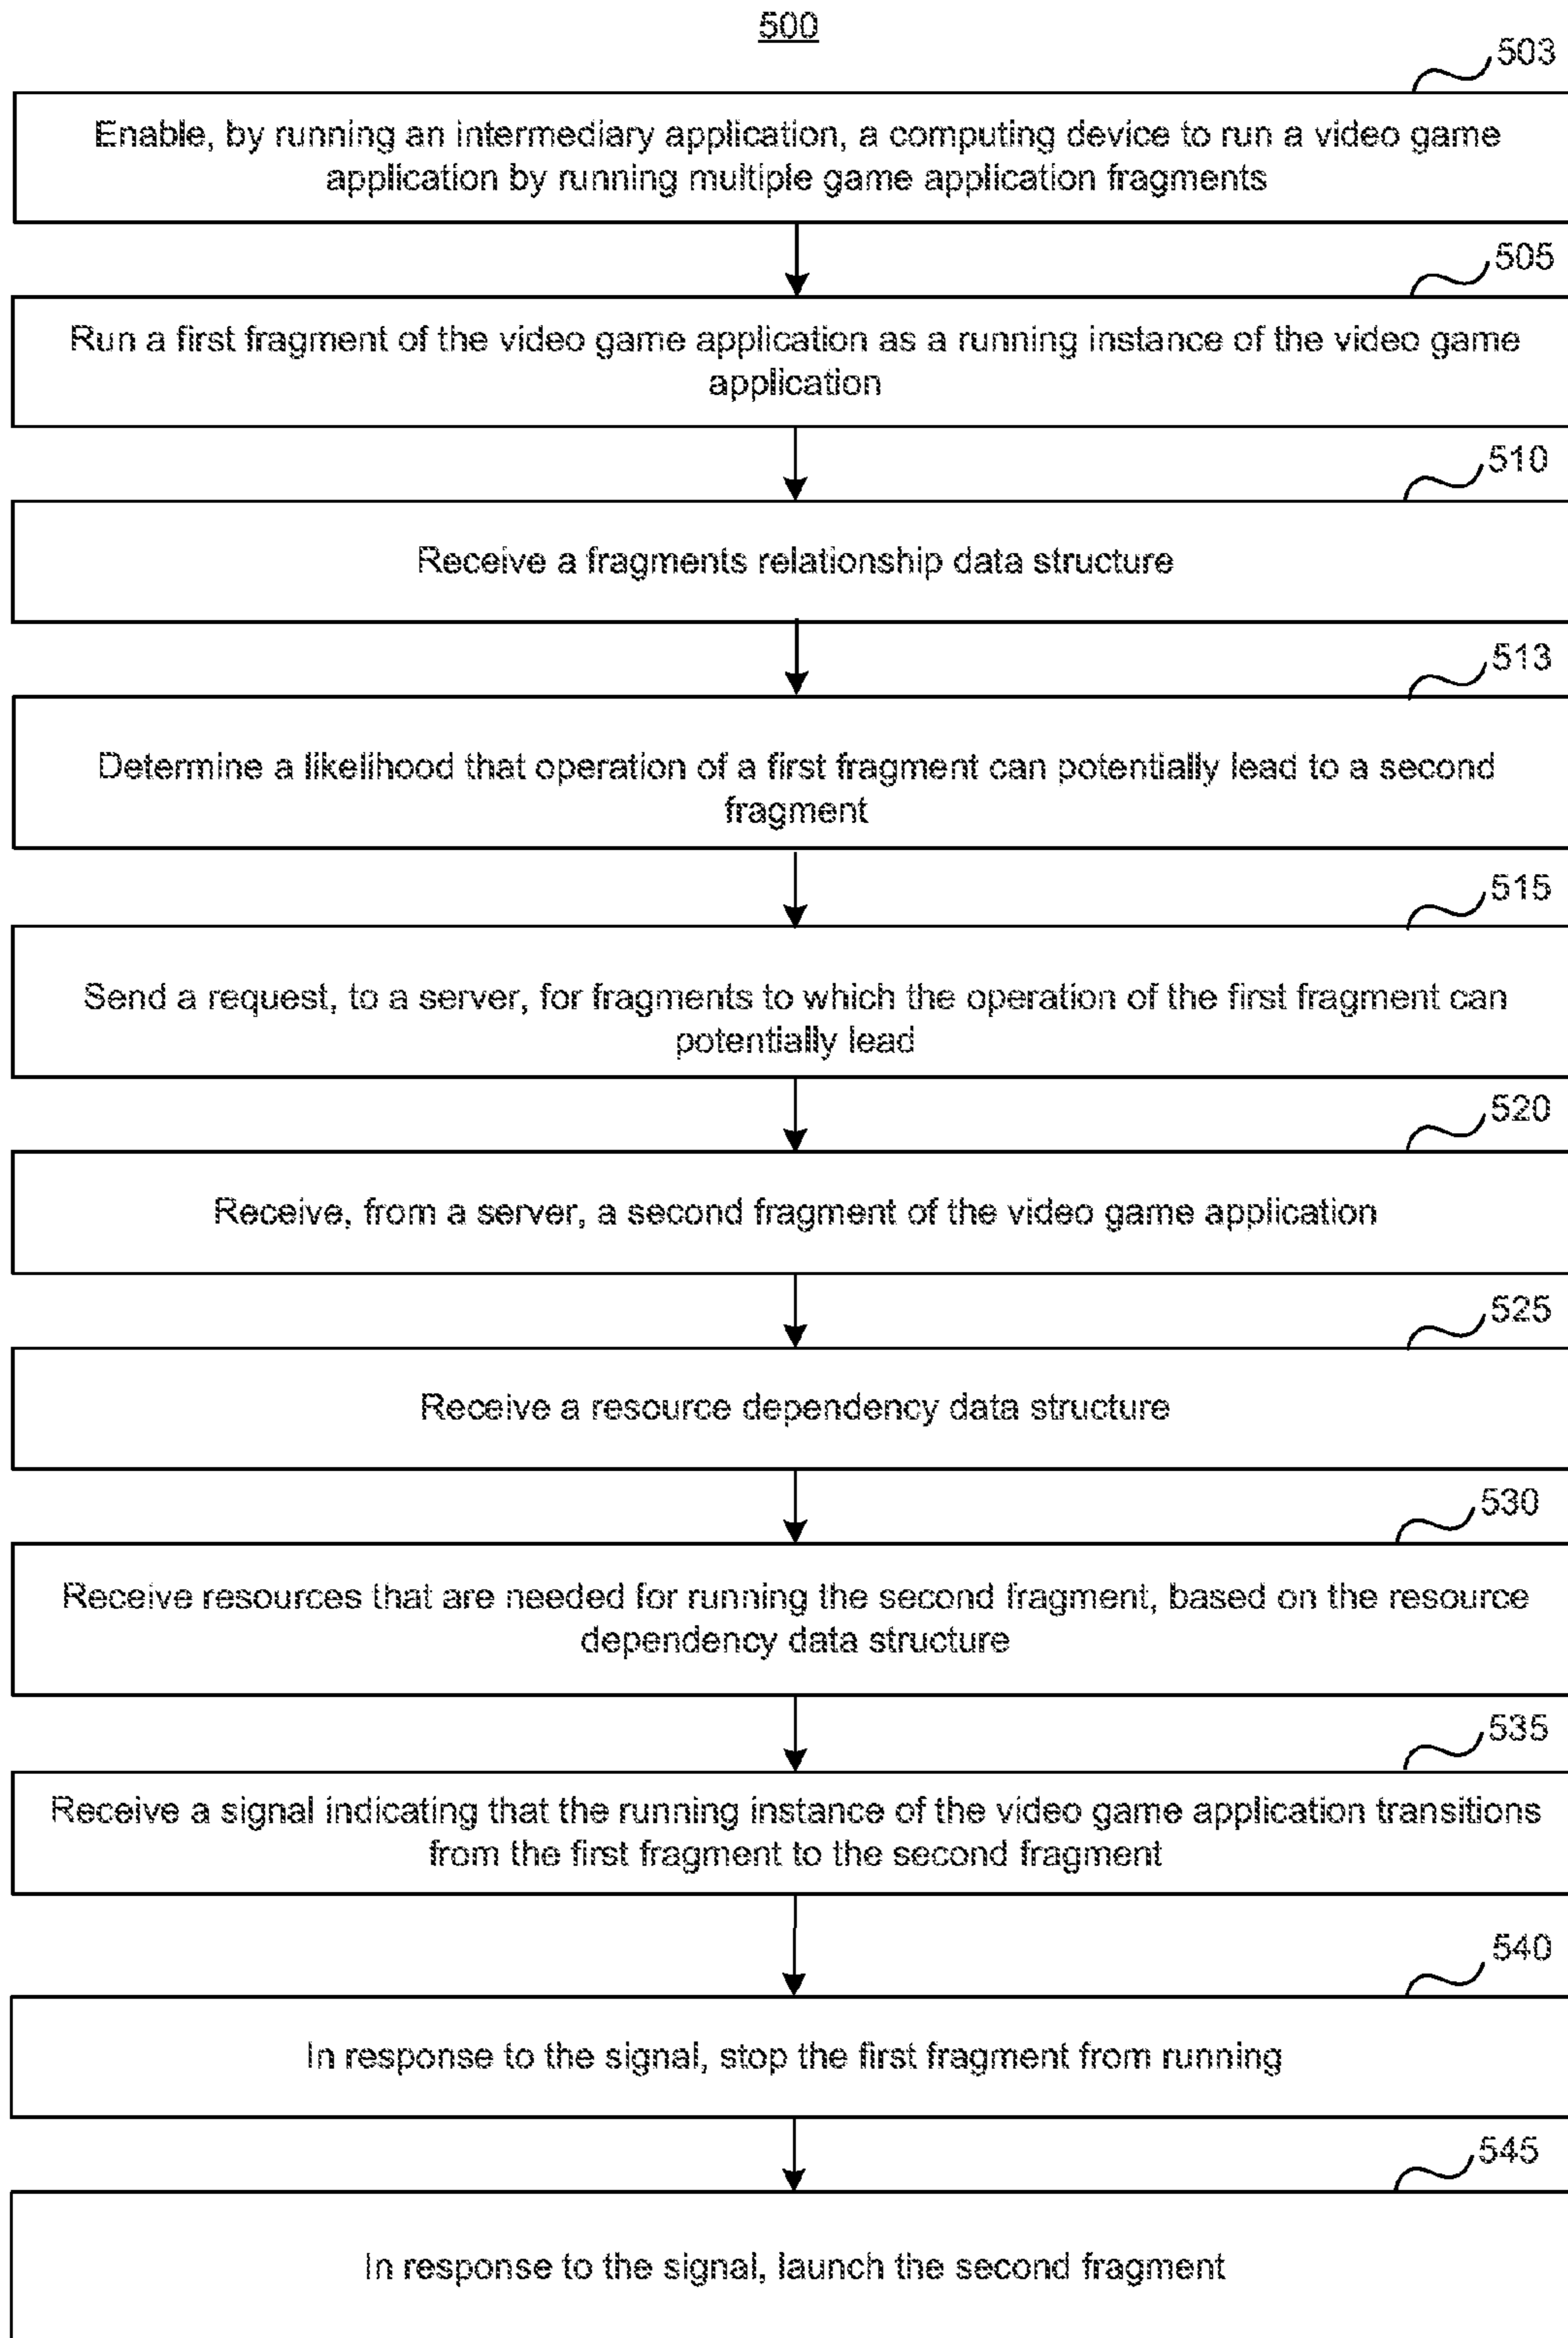 500
503
Enable, by running an intermediary application, a computing device to run a video game
application by running multiple game application fragments
505
Run a first fragment of the video game application as a running instance of the video game
application
510
Receive a fragments relationship data structure
513
Determine a likelihood that operation of a first fragment can potentially lead to a second
fragment
515
Send a request, to a server, for fragments to which the operation of the first fragment can
potentially lead
520
Receive, from a server, a second fragment of the video game application
525
Receive a resource dependency data structure
530
Receive resources that are needed for running the second fragment, based on the resource
dependency data structure
535
Receive a signal indicating that the running instance of the video game application transitions
from the first fragment to the second fragment
540
In response to the signal, stop the first fragment from running
545
In response to the signal, launch the second fragment